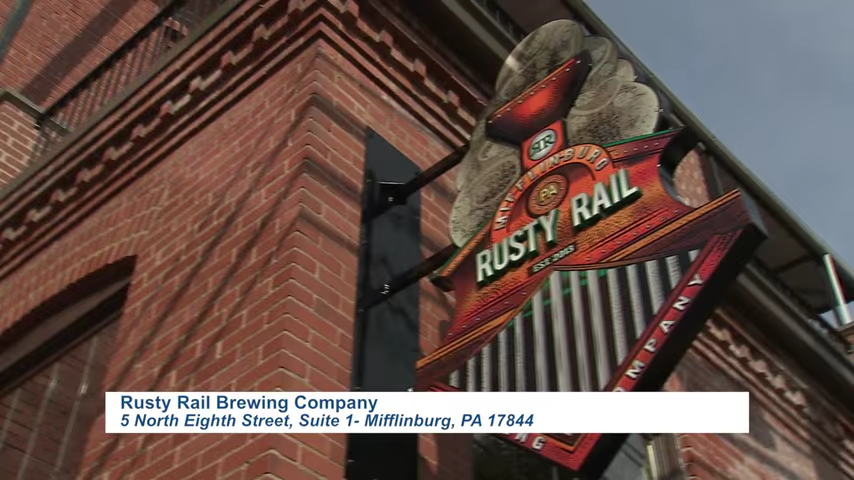 RR
MIFFLINBURG
PA
RUSTY RAIL
EST. 2013
COMPANY
Rusty Rail Brewing Company
5 North Eighth Street, Suite 1- Mifflinburg, PA 17844